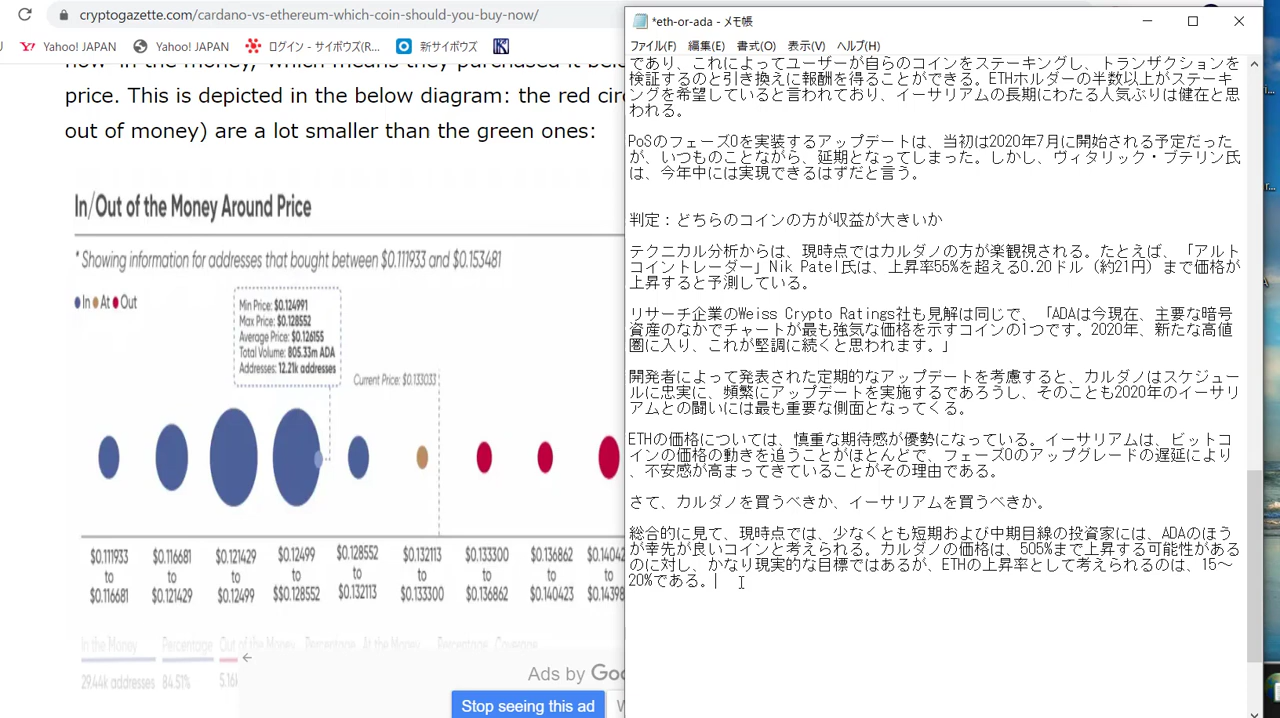 cryptogazette.com/cardano-vs-ethereum-which-coin-should-you-buy-now/
Yahoo! JAPAN
Yahoo! JAPAN
ログイン - サイボウズ(R...
新サイボウズ
price. This is depicted in the below diagram: the red circ
out of money) are a lot smaller than the green ones:
In/Out of the Money Around Price
* Showing information for addresses that bought between $0.111933 and $0.153481
In At Out
Min Price: $0.124991
Max Price: $0.128552
Average Price: $0.126155
Total Volume: 805.33m ADA
Addresses: 12.21k addresses
Current Price: $0.133033
$0.111933 to $0.116681
$0.116681 to $0.121429
$0.121429 to $0.12499
$0.12499 to $$0.128552
$0.128552 to $0.132113
$0.132113 to $0.133300
$0.133300 to $0.136862
$0.136862 to $0.140423
$0.14042 to $0.14398
In the Money Percentage Out of the Money Percentage At the Money Percentage Coverage
29.44k addresses 84.51% 5.16k
Ads by Goo
Stop seeing this ad
*eth-or-ada - メモ帳
ファイル(F) 編集(E) 書式(O) 表示(V) ヘルプ(H)
であり、これによってユーザーが自らのコインをステーキングし、トランザクションを
検証するのと引き換えに報酬を得ることができる。ETHホルダーの半数以上がステーキ
ングを希望していると言われており、イーサリアムの長期にわたる人気ぶりは健在と思
われる。
PoSのフェーズ0を実装するアップデートは、当初は2020年7月に開始される予定だった
が、いつものことながら、延期となってしまった。しかし、ヴィタリック・ブテリン氏
は、今年中には実現できるはずだと言う。
判定：どちらのコインの方が収益が大きいか
テクニカル分析からは、現時点ではカルダノの方が楽観視される。たとえば、「アルト
コイントレーダー」Nik Patel氏は、上昇率55%を超える0.20ドル（約21円）まで価格が
上昇すると予測している。
リサーチ企業のWeiss Crypto Ratings社も見解は同じで、「ADAは今現在、主要な暗号
資産のなかでチャートが最も強気な価格を示すコインの1つです。2020年、新たな高値
圏に入り、これが堅調に続くと思われます。」
開発者によって発表された定期的なアップデートを考慮すると、カルダノはスケジュー
ルに忠実に、頻繁にアップデートを実施するであろうし、そのことも2020年のイーサリ
アムとの闘いには最も重要な側面となってくる。
ETHの価格については、慎重な期待感が優勢になっている。イーサリアムは、ビットコ
インの価格の動きを追うことがほとんどで、フェーズ0のアップグレードの遅延により
、不安感が高まってきていることがその理由である。
さて、カルダノを買うべきか、イーサリアムを買うべきか。
総合的に見て、現時点では、少なくとも短期および中期目線の投資家には、ADAのほう
が幸先が良いコインと考えられる。カルダノの価格は、505%まで上昇する可能性がある
のに対し、かなり現実的な目標ではあるが、ETHの上昇率として考えられるのは、15～
20%である。